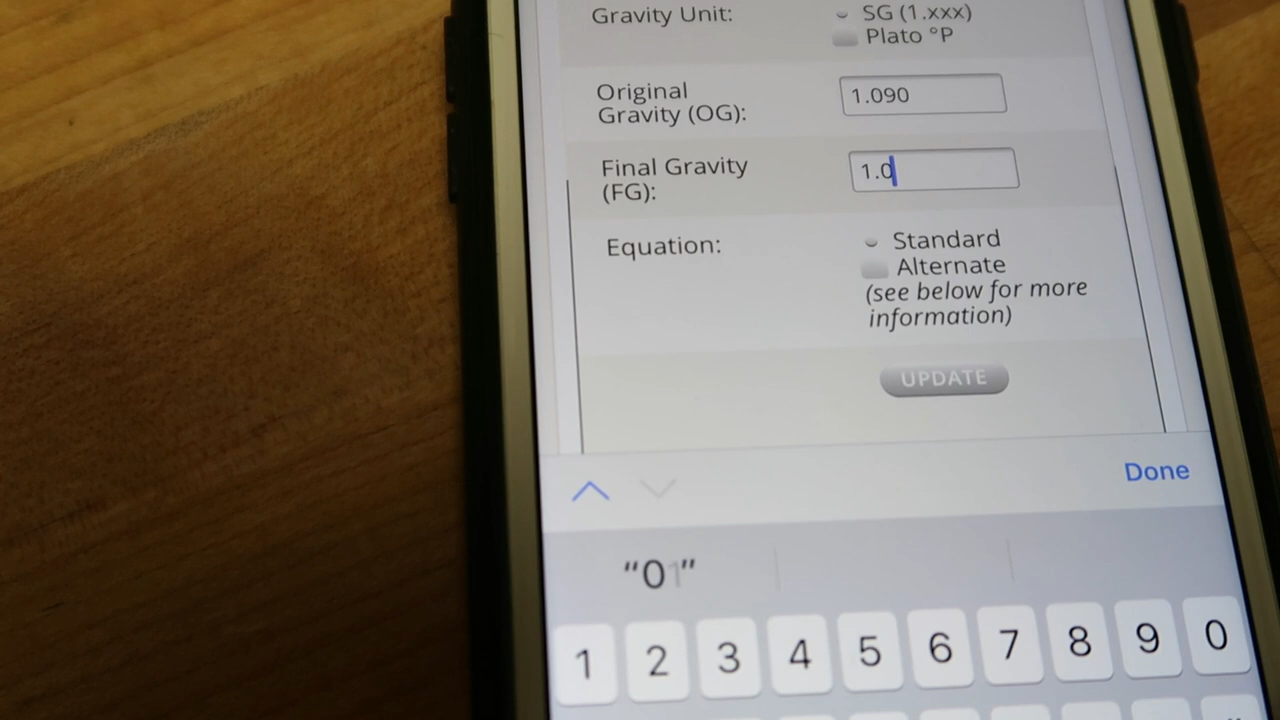 Gravity Unit:
SG (1.xxx)
Plato °P
Original
Gravity (OG):
1.090
Final Gravity
(FG):
1.0
Equation:
Standard
Alternate
(see below for more
information)
UPDATE
Done
"01"
1 2 3 4 5 6 7 8 9 0